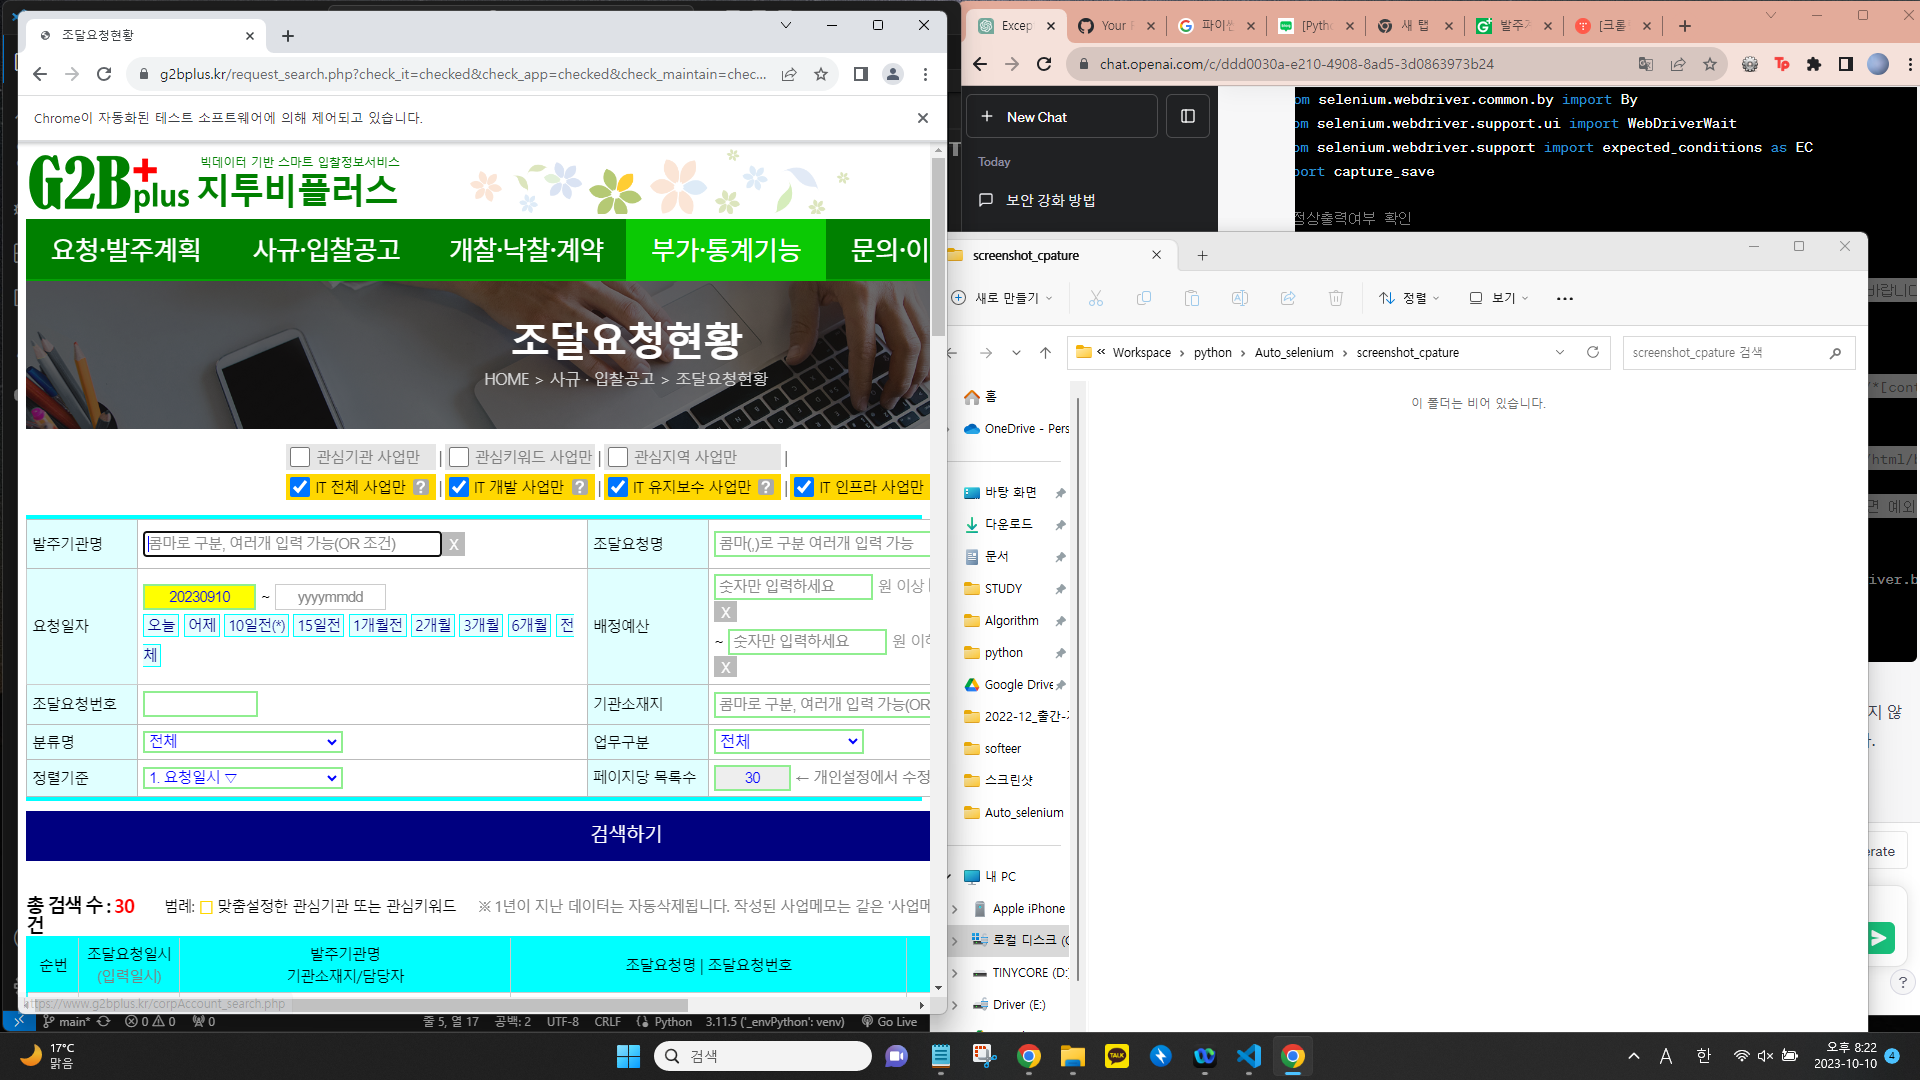 조달요청현황
g2bplus.kr/request_search.php?check_it=checked&check_app=checked&check_maintain=chec...
Chrome이 자동화된 테스트 소프트웨어에 의해 제어되고 있습니다.
G2B+plus
빅데이터 기반 스마트 입찰정보서비스
지투비플러스
요청·발주계획 사규·입찰공고 개찰·낙찰·계약 부가·통계기능 문의·이
조달요청현황
HOME > 사규 · 입찰공고 > 조달요청현황
관심기관 사업만 | 관심키워드 사업만 | 관심지역 사업만 |
IT 전체 사업만 ? | IT 개발 사업만 ? | IT 유지보수 사업만 ? | IT 인프라 사업만
발주기관명 콤마로 구분, 여러개 입력 가능(OR 조건) X 조달요청명 콤마(,)로 구분 여러개 입력 가능
요청일자 20230910 ~ yyyymmdd
오늘 어제 10일전(*) 15일전 1개월전 2개월 3개월 6개월 전
체
배정예산 숫자만 입력하세요 원 이상
X
~ 숫자만 입력하세요 원 이하
X
조달요청번호 기관소재지 콤마로 구분, 여러개 입력 가능(OR
분류명 전체 업무구분 전체
정렬기준 1. 요청일시 ▽ 페이지당 목록수 30 ← 개인설정에서 수정
검색하기
총 검색 수 : 30
건
범례: 맞춤설정한 관심기관 또는 관심키워드 ※ 1년이 지난 데이터는 자동삭제됩니다. 작성된 사업메모는 같은 '사업메
순번 조달요청일시
(입력일시)
발주기관명
기관소재지/담당자
조달요청명 | 조달요청번호
https://www.g2bplus.kr/corpAccount_search.php
main* 0 0 0 줄 5, 열 17 공백: 2 UTF-8 CRLF Python 3.11.5 ('_envPython': venv) Go Live
Excep Your 파이썬 [Pyth 새 탭 발주기 [크롤
chat.openai.com/c/ddd0030a-e210-4908-8ad5-3d0863973b24
New Chat
Today
보안 강화 방법
om selenium.webdriver.common.by import By
om selenium.webdriver.support.ui import WebDriverWait
om selenium.webdriver.support import expected_conditions as EC
port capture_save
정상출력여부 확인
바랍니다
/*[cont
/html/b
면 예외
iver.b
지 않
erate
?
screenshot_cpature
새로 만들기 정렬 보기
Workspace > python > Auto_selenium > screenshot_cpature
screenshot_cpature 검색
이 폴더는 비어 있습니다.
홈
OneDrive - Pers
바탕 화면
다운로드
문서
STUDY
Algorithm
python
Google Drive
2022-12_출간-
softeer
스크린샷
Auto_selenium
내 PC
Apple iPhone
로컬 디스크 (C
TINYCORE (D:
Driver (E:)
17°C
맑음
검색
TALK
A 한
오후 8:22
2023-10-10
4